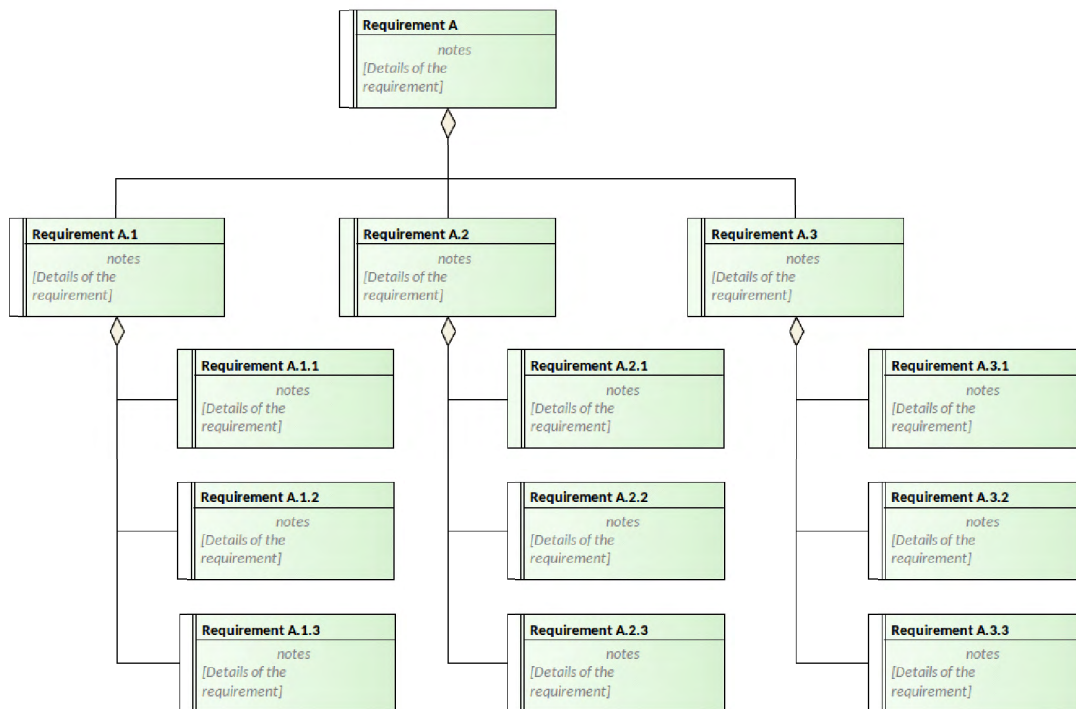 Requirement A
notes
[Details of the
requirement]
Requirement A.1
notes
[Details of the
requirement]
Requirement A.2
notes
[Details of the
requirement]
Requirement A.3
notes
[Details of the
requirement]
Requirement A.1.1
notes
[Details of the
requirement]
Requirement A.2.1
notes
[Details of the
requirement]
Requirement A.3.1
notes
[Details of the
requirement]
Requirement A.1.2
notes
[Details of the
requirement]
Requirement A.2.2
notes
[Details of the
requirement]
Requirement A.3.2
notes
[Details of the
requirement]
Requirement A.1.3
notes
[Details of the
requirement]
Requirement A.2.3
notes
[Details of the
requirement]
Requirement A.3.3
notes
[Details of the
requirement]